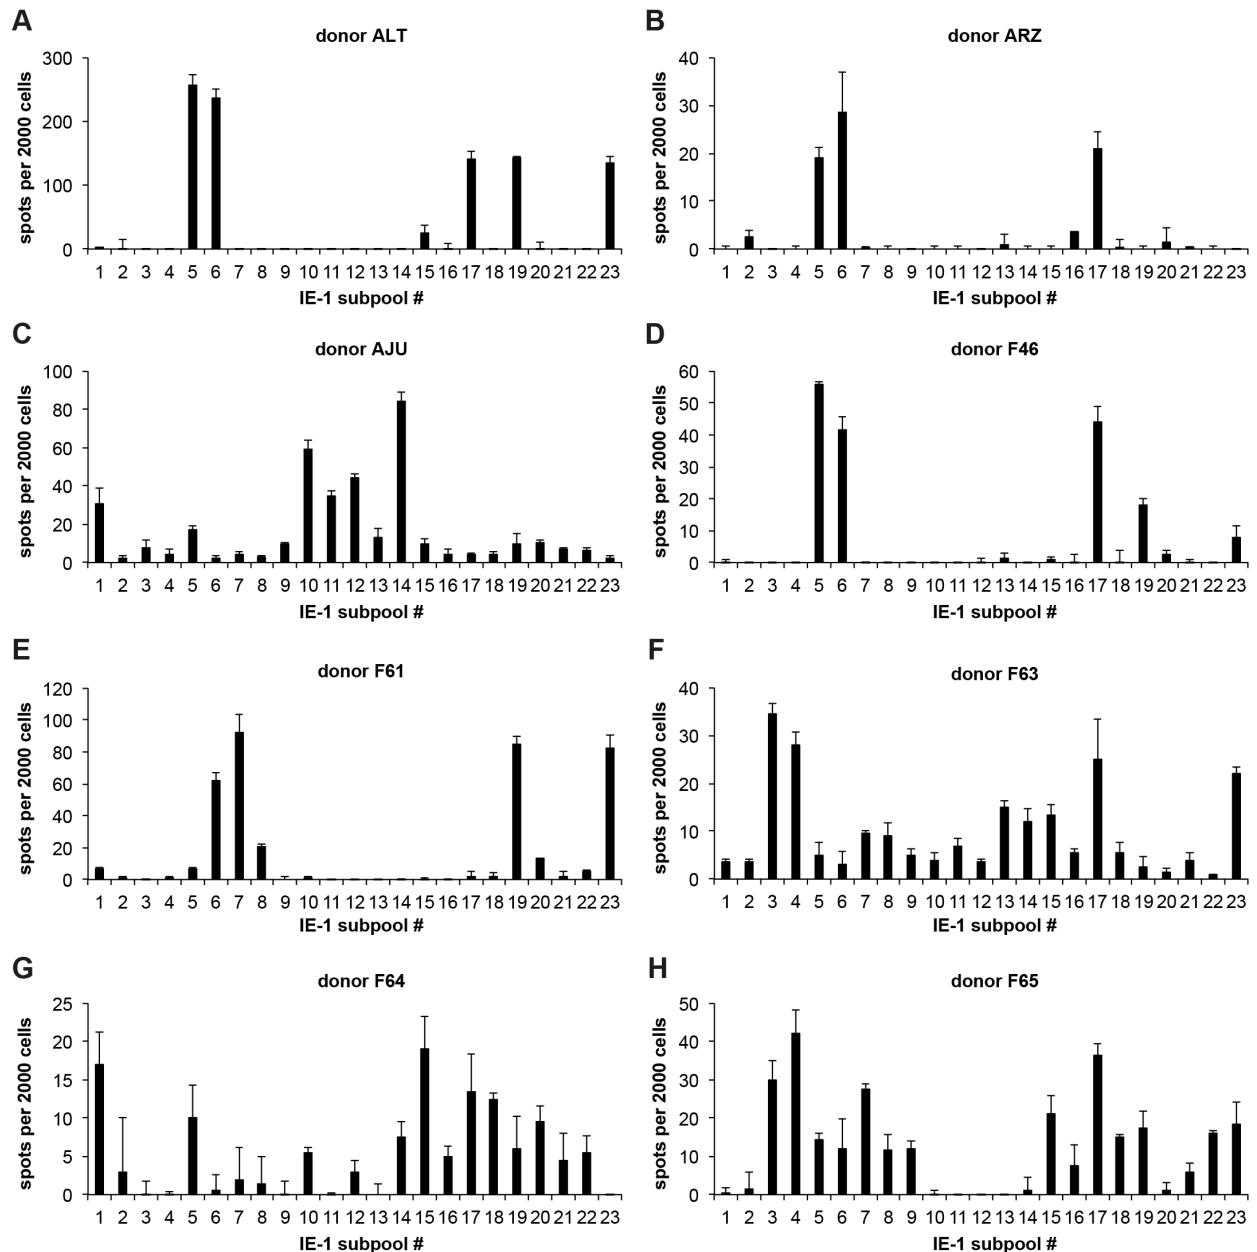 A
donor ALT
spots per 2000 cells
300
200
100
0
1 2 3 4 5 6 7 8 9 10 11 12 13 14 15 16 17 18 19 20 21 22 23
IE-1 subpool #
B
donor ARZ
spots per 2000 cells
40
30
20
10
0
1 2 3 4 5 6 7 8 9 10 11 12 13 14 15 16 17 18 19 20 21 22 23
IE-1 subpool #
C
donor AJU
spots per 2000 cells
100
80
60
40
20
0
1 2 3 4 5 6 7 8 9 10 11 12 13 14 15 16 17 18 19 20 21 22 23
IE-1 subpool #
D
donor F46
spots per 2000 cells
60
50
40
30
20
10
0
1 2 3 4 5 6 7 8 9 10 11 12 13 14 15 16 17 18 19 20 21 22 23
IE-1 subpool #
E
donor F61
spots per 2000 cells
120
100
80
60
40
20
0
1 2 3 4 5 6 7 8 9 10 11 12 13 14 15 16 17 18 19 20 21 22 23
IE-1 subpool #
F
donor F63
spots per 2000 cells
40
30
20
10
0
1 2 3 4 5 6 7 8 9 10 11 12 13 14 15 16 17 18 19 20 21 22 23
IE-1 subpool #
G
donor F64
spots per 2000 cells
25
20
15
10
5
0
1 2 3 4 5 6 7 8 9 10 11 12 13 14 15 16 17 18 19 20 21 22 23
IE-1 subpool #
H
donor F65
spots per 2000 cells
50
40
30
20
10
0
1 2 3 4 5 6 7 8 9 10 11 12 13 14 15 16 17 18 19 20 21 22 23
IE-1 subpool #